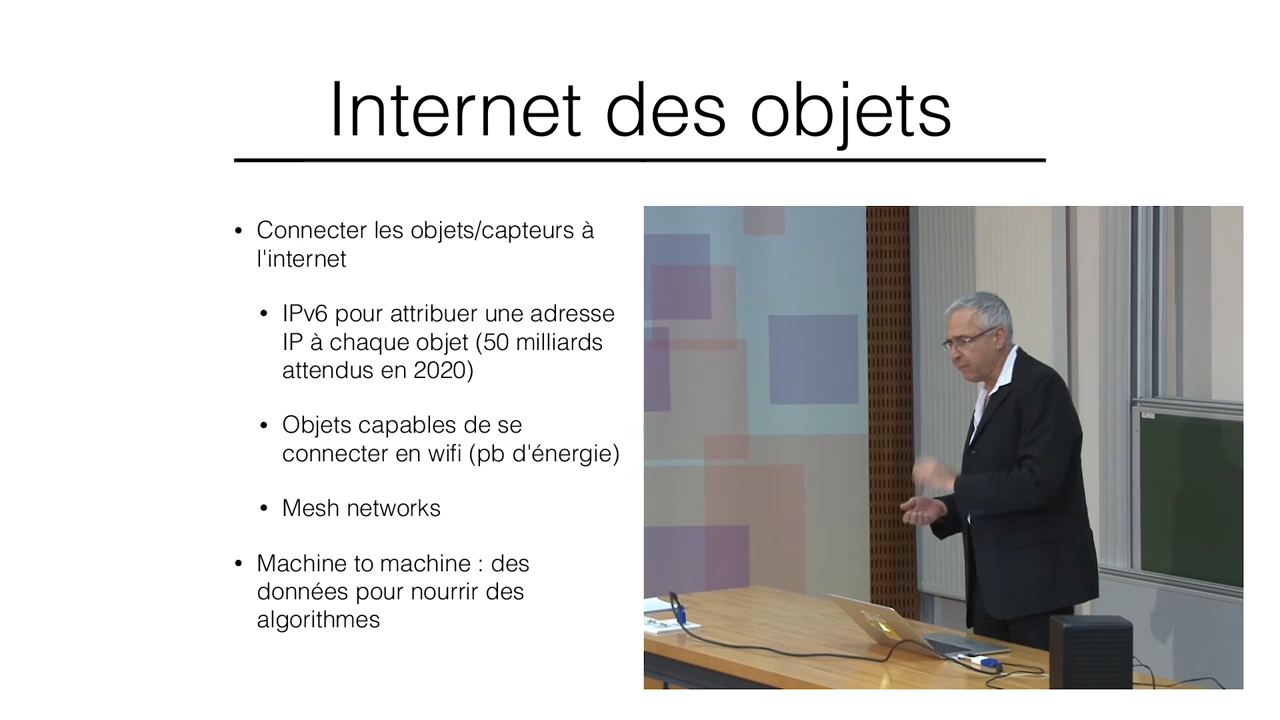 Internet des objets
• Connecter les objets/capteurs à
l'internet
• IPv6 pour attribuer une adresse
IP à chaque objet (50 milliards
attendus en 2020)
• Objets capables de se
connecter en wifi (pb d'énergie)
• Mesh networks
• Machine to machine : des
données pour nourrir des
algorithmes